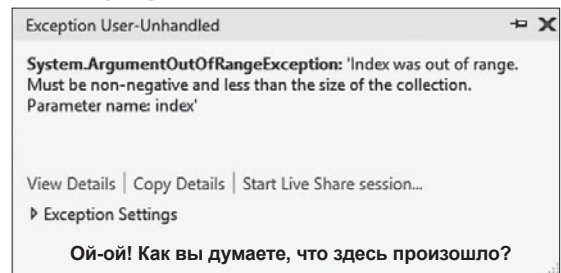 Exception User-Unhandled
System.ArgumentOutOfRangeException: 'Index was out of range.
Must be non-negative and less than the size of the collection.
Parameter name: index'
View Details | Copy Details | Start Live Share session...
Exception Settings
Ой-ой! Как вы думаете, что здесь произошло?